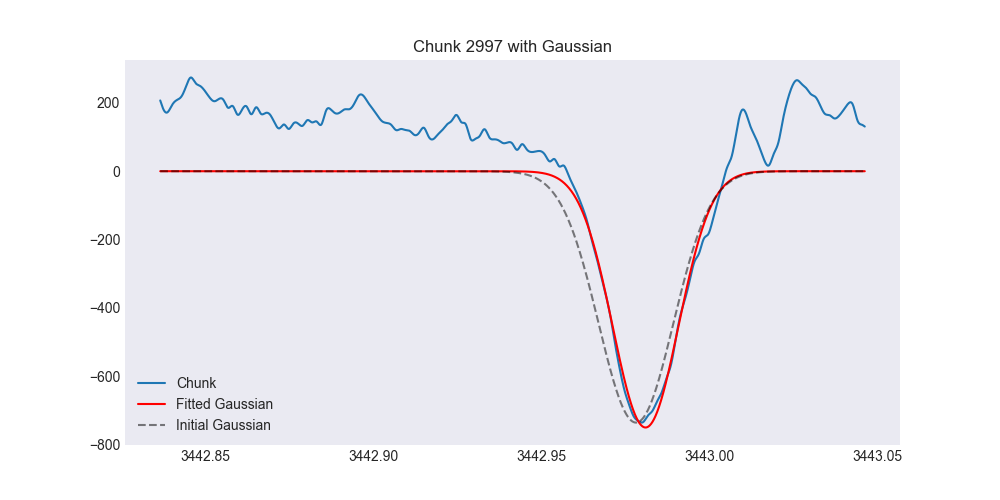 Chunk 2997 with Gaussian
200
0
−200
−400
−600
−800
Chunk
Fitted Gaussian
Initial Gaussian
3442.85 3442.90 3442.95 3443.00 3443.05